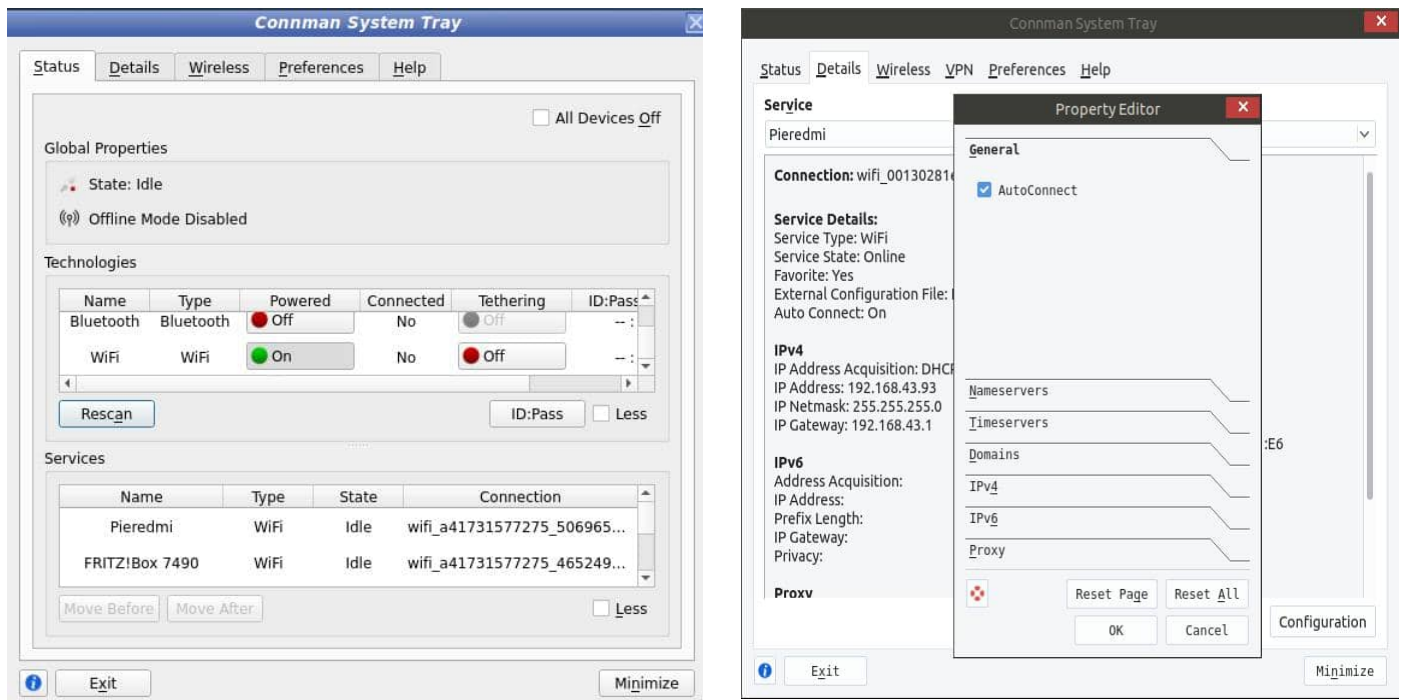 Connman System Tray
Status Details Wireless Preferences Help
All Devices Off
Global Properties
State: Idle
Offline Mode Disabled
Technologies
Name Type Powered Connected Tethering ID:Pass
Bluetooth Bluetooth Off No Off -- :
WiFi WiFi On No Off -- :
Rescan ID:Pass Less
Services
Name Type State Connection
Pieredmi WiFi Idle wifi_a41731577275_506965...
FRITZ!Box 7490 WiFi Idle wifi_a41731577275_465249...
Move Before Move After Less
Exit Minimize
Connman System Tray
Status Details Wireless VPN Preferences Help
Service
Pieredmi
Connection: wifi_00130281
Service Details:
Service Type: WiFi
Service State: Online
Favorite: Yes
External Configuration File:
Auto Connect: On
IPv4
IP Address Acquisition: DHCP
IP Address: 192.168.43.93
IP Netmask: 255.255.255.0
IP Gateway: 192.168.43.1
:E6
IPv6
Address Acquisition:
IP Address:
Prefix Length:
IP Gateway:
Privacy:
Proxy
Configuration
Exit Minimize
Property Editor
General
AutoConnect
Nameservers
Timeservers
Domains
IPv4
IPv6
Proxy
Reset Page Reset All
OK Cancel